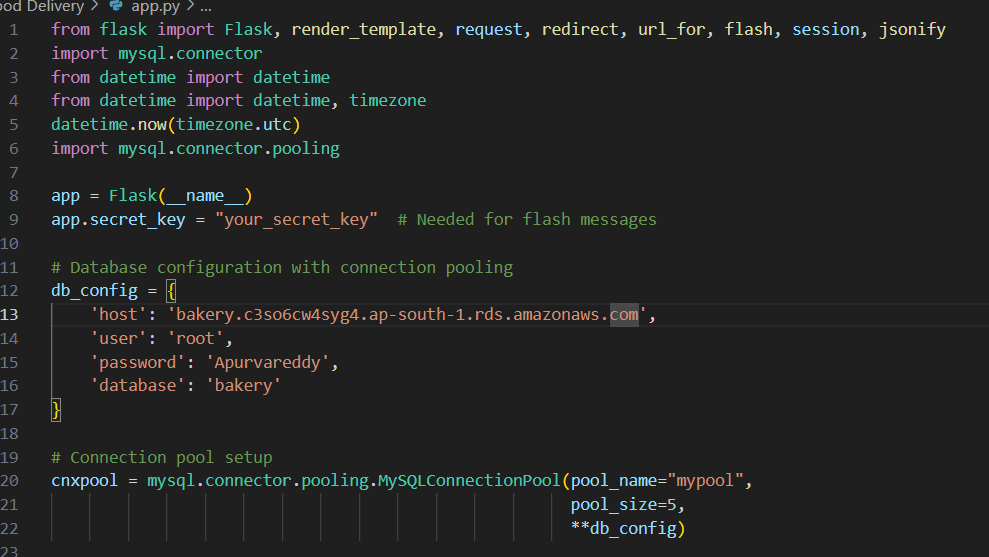 ood Delivery > app.py > ...
1 from flask import Flask, render_template, request, redirect, url_for, flash, session, jsonify
2 import mysql.connector
3 from datetime import datetime
4 from datetime import datetime, timezone
5 datetime.now(timezone.utc)
6 import mysql.connector.pooling
7
8 app = Flask(__name__)
9 app.secret_key = "your_secret_key"  # Needed for flash messages
10
11 # Database configuration with connection pooling
12 db_config = {
13     'host': 'bakery.c3so6cw4syg4.ap-south-1.rds.amazonaws.com',
14     'user': 'root',
15     'password': 'Apurvareddy',
16     'database': 'bakery'
17 }
18
19 # Connection pool setup
20 cnxpool = mysql.connector.pooling.MySQLConnectionPool(pool_name="mypool",
21                                                       pool_size=5,
22                                                       **db_config)
23